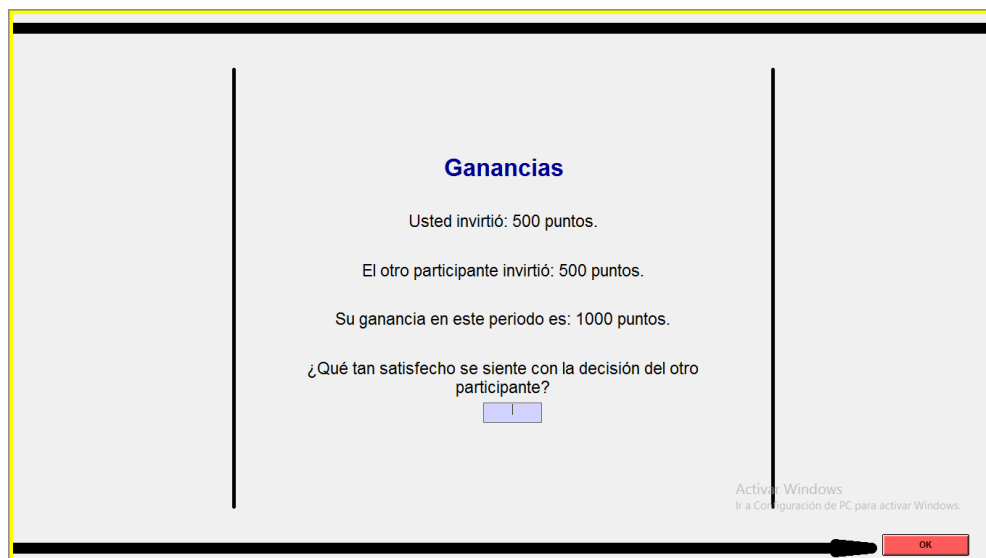 Ganancias
Usted invirtió: 500 puntos.
El otro participante invirtió: 500 puntos.
Su ganancia en este periodo es: 1000 puntos.
¿Qué tan satisfecho se siente con la decisión del otro
participante?
Activar Windows
Ir a Configuración de PC para activar Windows.
OK